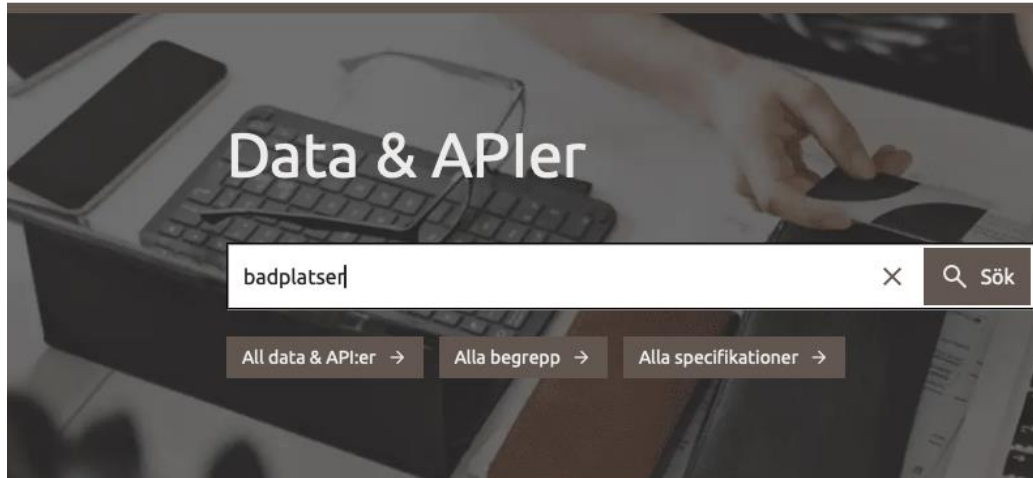 Data & APIer
badplatser
Sök
All data & API:er →
Alla begrepp →
Alla specifikationer →